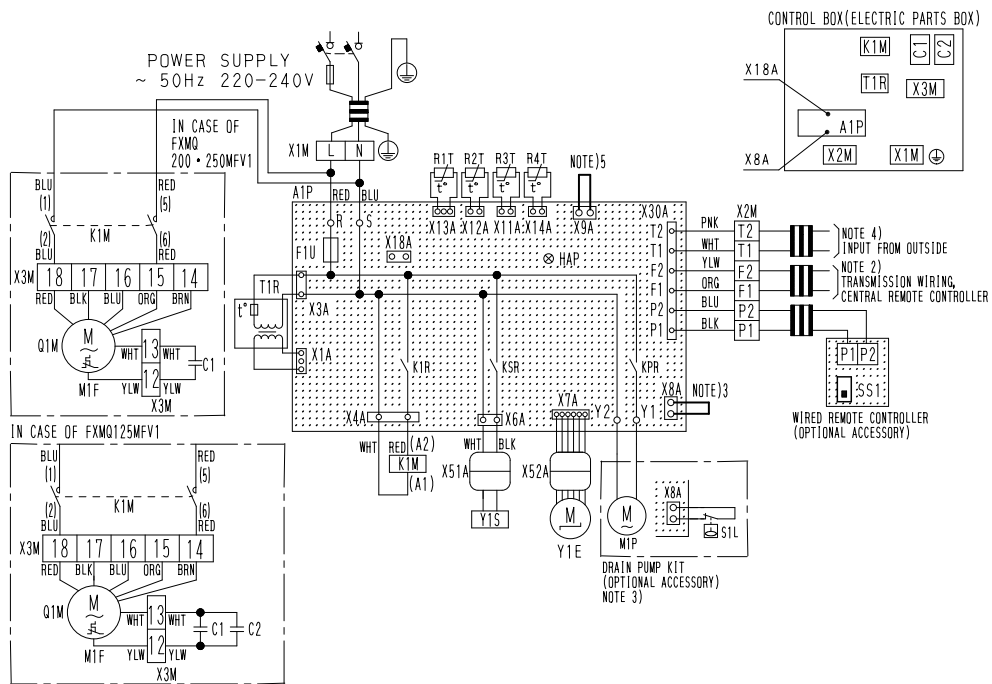 CONTROL BOX(ELECTRIC PARTS BOX)
K1M
C1
C2
X18A
T1R
X3M
A1P
X8A
X2M
X1M
POWER SUPPLY
~ 50Hz 220-240V
IN CASE OF
FXMQ
200・250MFV1
X1M
L
N
A1P
RED
BLU
R
S
F1U
X18A
R1T
R2T
R3T
R4T
t°
t°
t°
t°
NOTE)5
X13A
X12A
X11A
X14A
X9A
HAP
X30A
X2M
T2
PNK
T2
T1
WHT
T1
F2
YLW
F2
F1
ORG
F1
P2
BLU
P2
P1
BLK
P1
NOTE 4)
INPUT FROM OUTSIDE
NOTE 2)
TRANSMISSION WIRING,
CENTRAL REMOTE CONTROLLER
P1
P2
SS1
WIRED REMOTE CONTROLLER
(OPTIONAL ACCESSORY)
T1R
t°
X3A
X1A
K1R
KSR
KPR
X8A
NOTE)3
X4A
X6A
X7A
Y2
Y1
WHT
RED
(A2)
K1M
(A1)
WHT
BLK
X51A
Y1S
X52A
M
Y1E
M
~
M1P
X8A
S1L
DRAIN PUMP KIT
(OPTIONAL ACCESSORY)
NOTE 3)
BLU
(1)
RED
(5)
K1M
(2)
BLU
(6)
RED
X3M
18
17
16
15
14
RED
BLK
BLU
ORG
BRN
Q1M
M
~
M1F
WHT
13
WHT
C1
YLW
12
YLW
X3M
IN CASE OF FXMQ125MFV1
BLU
(1)
RED
(5)
K1M
(2)
BLU
(6)
RED
X3M
18
17
16
15
14
RED
BLK
BLU
ORG
BRN
Q1M
M
~
M1F
WHT
13
WHT
C1
C2
YLW
12
YLW
X3M